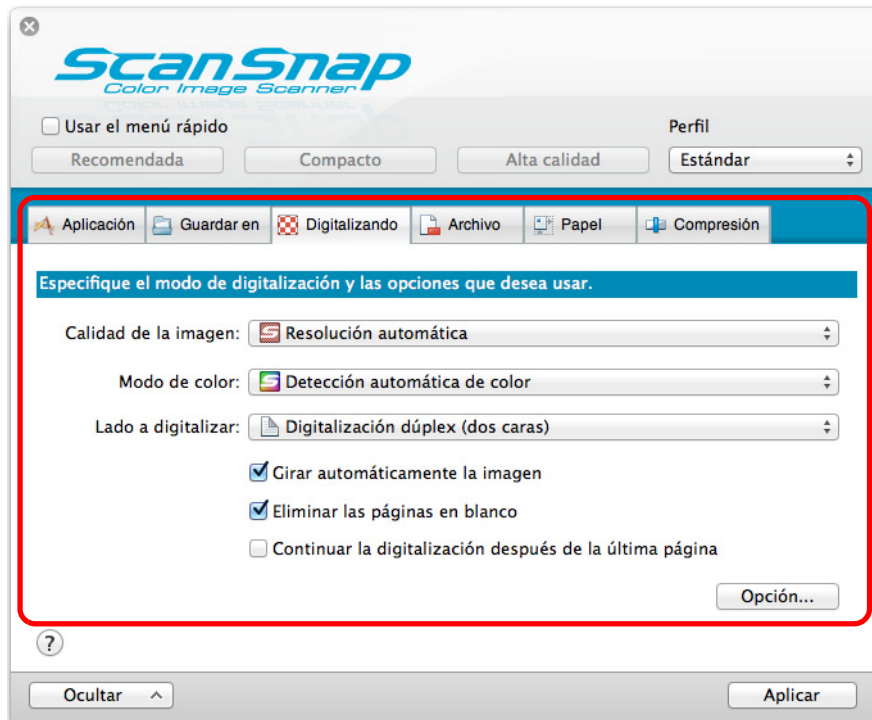 ScanSnap
Color Image Scanner
Usar el menú rápido
Perfil
Recomendada Compacto Alta calidad Estándar
Aplicación Guardar en Digitalizando Archivo Papel Compresión
Especifique el modo de digitalización y las opciones que desea usar.
Calidad de la imagen: Resolución automática
Modo de color: Detección automática de color
Lado a digitalizar: Digitalización dúplex (dos caras)
Girar automáticamente la imagen
Eliminar las páginas en blanco
Continuar la digitalización después de la última página
Opción...
?
Ocultar Aplicar